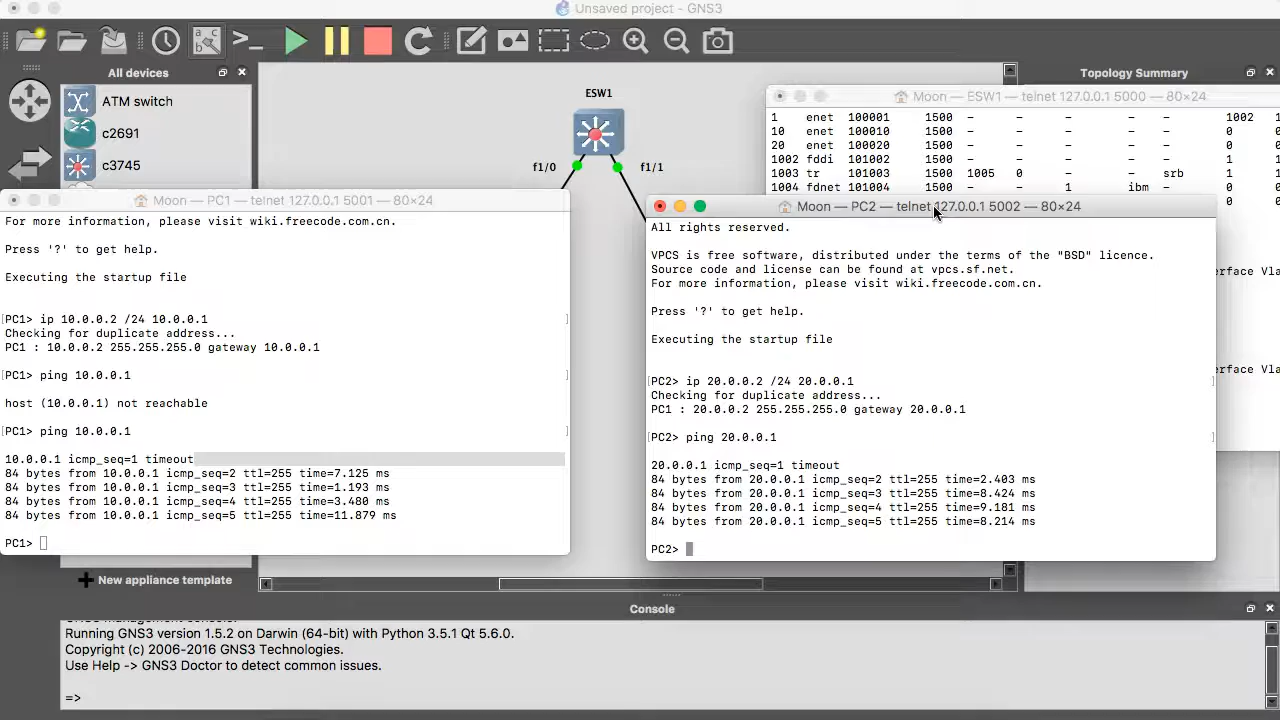 Unsaved project - GNS3
All devices
ATM switch
c2691
c3745
New appliance template
ESW1
f1/0
f1/1
Topology Summary
Moon — ESW1 — telnet 127.0.0.1 5000 — 80×24
1 enet 100001 1500 – – – – – 1002
10 enet 100010 1500 – – – – – 0
20 enet 100020 1500 – – – – – 0
1002 fddi 101002 1500 – – – – – 1
1003 tr 101003 1500 1005 0 – – srb 1
1004 fdnet 101004 1500 – – 1 ibm – 0
0
erface Vla
erface Vla
Moon — PC1 — telnet 127.0.0.1 5001 — 80×24
For more information, please visit wiki.freecode.com.cn.
Press '?' to get help.
Executing the startup file
[PC1> ip 10.0.0.2 /24 10.0.0.1 ]
Checking for duplicate address...
PC1 : 10.0.0.2 255.255.255.0 gateway 10.0.0.1
[PC1> ping 10.0.0.1 ]
host (10.0.0.1) not reachable
[PC1> ping 10.0.0.1 ]
10.0.0.1 icmp_seq=1 timeout
84 bytes from 10.0.0.1 icmp_seq=2 ttl=255 time=7.125 ms
84 bytes from 10.0.0.1 icmp_seq=3 ttl=255 time=1.193 ms
84 bytes from 10.0.0.1 icmp_seq=4 ttl=255 time=3.480 ms
84 bytes from 10.0.0.1 icmp_seq=5 ttl=255 time=11.879 ms
PC1>
Moon — PC2 — telnet 127.0.0.1 5002 — 80×24
All rights reserved.
VPCS is free software, distributed under the terms of the "BSD" licence.
Source code and license can be found at vpcs.sf.net.
For more information, please visit wiki.freecode.com.cn.
Press '?' to get help.
Executing the startup file
[PC2> ip 20.0.0.2 /24 20.0.0.1 ]
Checking for duplicate address...
PC1 : 20.0.0.2 255.255.255.0 gateway 20.0.0.1
[PC2> ping 20.0.0.1 ]
20.0.0.1 icmp_seq=1 timeout
84 bytes from 20.0.0.1 icmp_seq=2 ttl=255 time=2.403 ms
84 bytes from 20.0.0.1 icmp_seq=3 ttl=255 time=8.424 ms
84 bytes from 20.0.0.1 icmp_seq=4 ttl=255 time=9.181 ms
84 bytes from 20.0.0.1 icmp_seq=5 ttl=255 time=8.214 ms
PC2>
Console
Running GNS3 version 1.5.2 on Darwin (64-bit) with Python 3.5.1 Qt 5.6.0.
Copyright (c) 2006-2016 GNS3 Technologies.
Use Help -> GNS3 Doctor to detect common issues.
=>